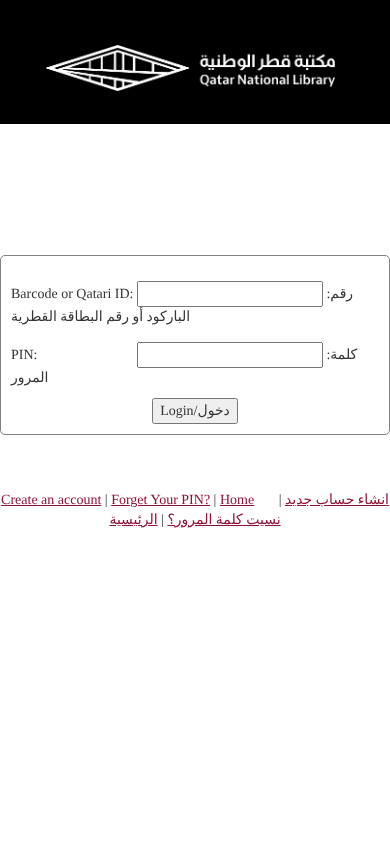 مكتبة قطر الوطنية
Qatar National Library
Barcode or Qatari ID: رقم:
الباركود أو رقم البطاقة القطرية
PIN: كلمة:
المرور
Login/دخول
Create an account | Forget Your PIN? | Home | انشاء حساب جديد
نسيت كلمة المرور؟ | الرئيسية